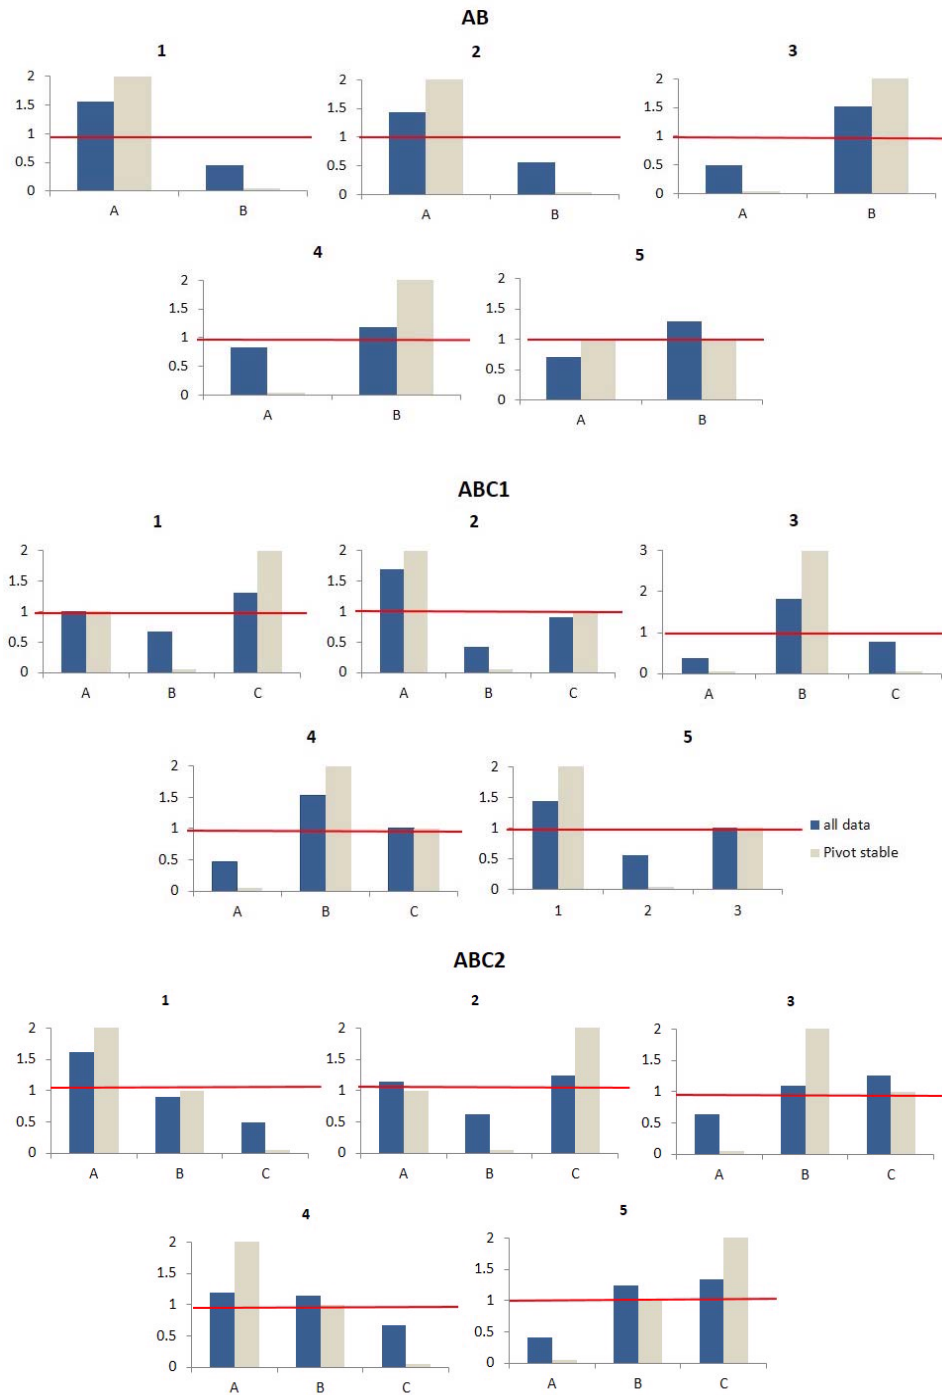 AB
1 2 3
2 2 2
1.5 1.5 1.5
1 1 1
0.5 0.5 0.5
0 0 0
A B A B A B
4 5
2 2
1.5 1.5
1 1
0.5 0.5
0 0
A B A B
ABC1
1 2 3
2 2 3
1.5 1.5 2
1 1 1
0.5 0.5
0 0 0
A B C A B C A B C
4 5
2 2
1.5 1.5
1 1
0.5 0.5
0 0
A B C 1 2 3
all data
Pivot stable
ABC2
1 2 3
2 2 2
1.5 1.5 1.5
1 1 1
0.5 0.5 0.5
0 0 0
A B C A B C A B C
4 5
2 2
1.5 1.5
1 1
0.5 0.5
0 0
A B C A B C